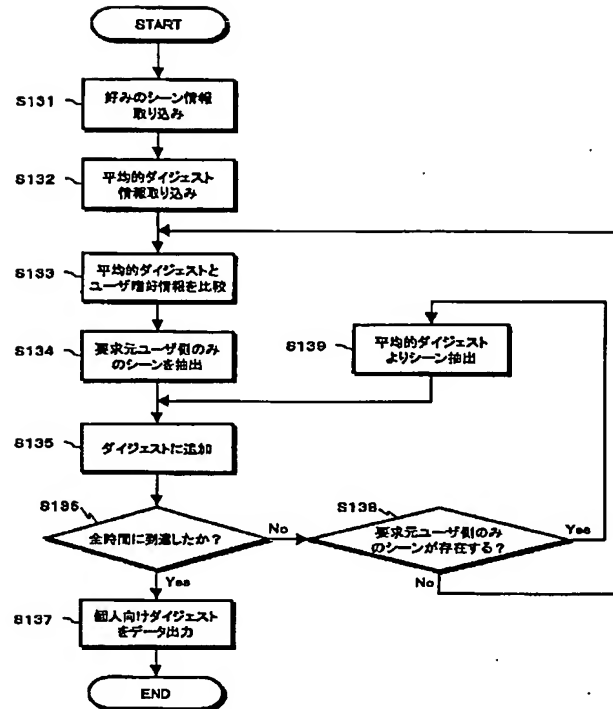 START
S131
好みのシーン情報
取り込み
S132
平均的ダイジェスト
情報取り込み
S133
平均的ダイジェストと
ユーザ嗜好情報を比較
S134
要求元ユーザ側のみ
のシーンを抽出
S139
平均的ダイジェスト
よりシーン抽出
S135
ダイジェストに追加
S136
全時間に到達したか？
No
Yes
S138
要求元ユーザ側のみ
のシーンが存在する？
Yes
No
S137
個人向けダイジェスト
をデータ出力
END